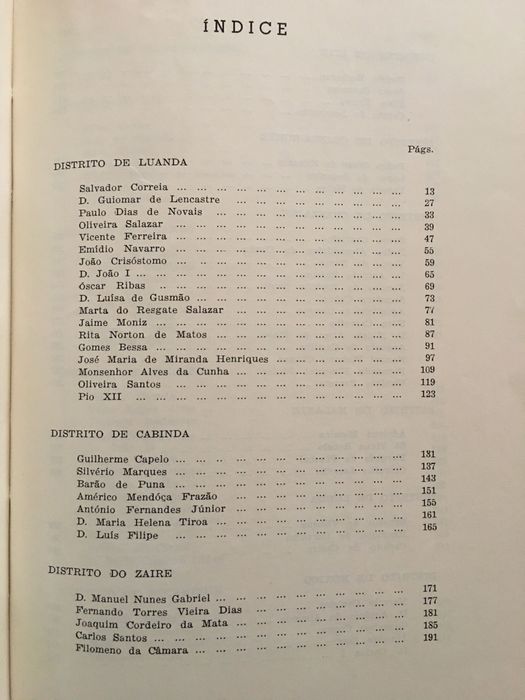 ÍNDICE
Págs.
DISTRITO DE LUANDA
Salvador Correia ... ... ... ... ... ... ... ... ... ... ... ... 13
D. Guiomar de Lencastre ... ... ... ... ... ... ... ... ... 27
Paulo Dias de Novais ... ... ... ... ... ... ... ... ... ... 33
Oliveira Salazar ... ... ... ... ... ... ... ... ... ... ... ... 39
Vicente Ferreira ... ... ... ... ... ... ... ... ... ... ... ... 47
Emídio Navarro ... ... ... ... ... ... ... ... ... ... ... ... 55
João Crisóstomo ... .. ... ... ... ... ... ... ... ... ... ... 59
D. João I ... ... ... ... ... ... ... ... ... ... ... ... ... ... 65
Óscar Ribas .. ... ... ... ... ... ... ... ... ... ... ... ... 69
D. Luísa de Gusmão ... ... ... ... ... ... ... ... ... ... ... 73
Marta do Resgate Salazar ... ... ... ... ... ... ... ... ... 77
Jaime Moniz ... ... ... ... ... ... ... ... ... ... ... ... ... 81
Rita Norton de Matos ... ... ... ... ... ... ... ... ... ... 87
Gomes Bessa ... ... ... ... ... ... ... ... ... ... ... ... ... 91
José Maria de Miranda Henriques ... ... ... ... ... ... ... 97
Monsenhor Alves da Cunha ... ... ... ... ... ... ... ... ... 109
Oliveira Santos ... ... ... ... ... ... ... ... ... ... ... ... 119
Pio XII ... ... ... ... ... ... ... ... ... ... ... ... ... ... 123
DISTRITO DE CABINDA
Guilherme Capelo ... ... ... ... ... ... ... ... ... ... ... ... 131
Silvério Marques ... ... ... ... ... ... ... ... ... ... ... ... 137
Barão de Puna ... ... ... ... ... ... ... ... ... ... ... ... 143
Américo Mendóça Frazão ... ... ... ... ... ... ... ... ... 151
António Fernandes Júnior ... ... ... ... ... ... ... ... ... 155
D. Maria Helena Tiroa ... ... ... ... ... ... ... ... ... ... 161
D. Luís Filipe ... ... ... ... ... ... ... ... ... ... ... ... 165
DISTRITO DO ZAIRE
D. Manuel Nunes Gabriel ... ... ... ... ... ... ... ... ... ... 171
Fernando Torres Vieira Dias ... ... ... ... ... ... ... ... 177
Joaquim Cordeiro da Mata ... ... ... ... ... ... ... ... ... 181
Carlos Santos ... ... ... ... ... ... ... ... ... ... ... ... ... 185
Filomeno da Câmara ... ... ... ... ... ... ... ... ... ... ... 191